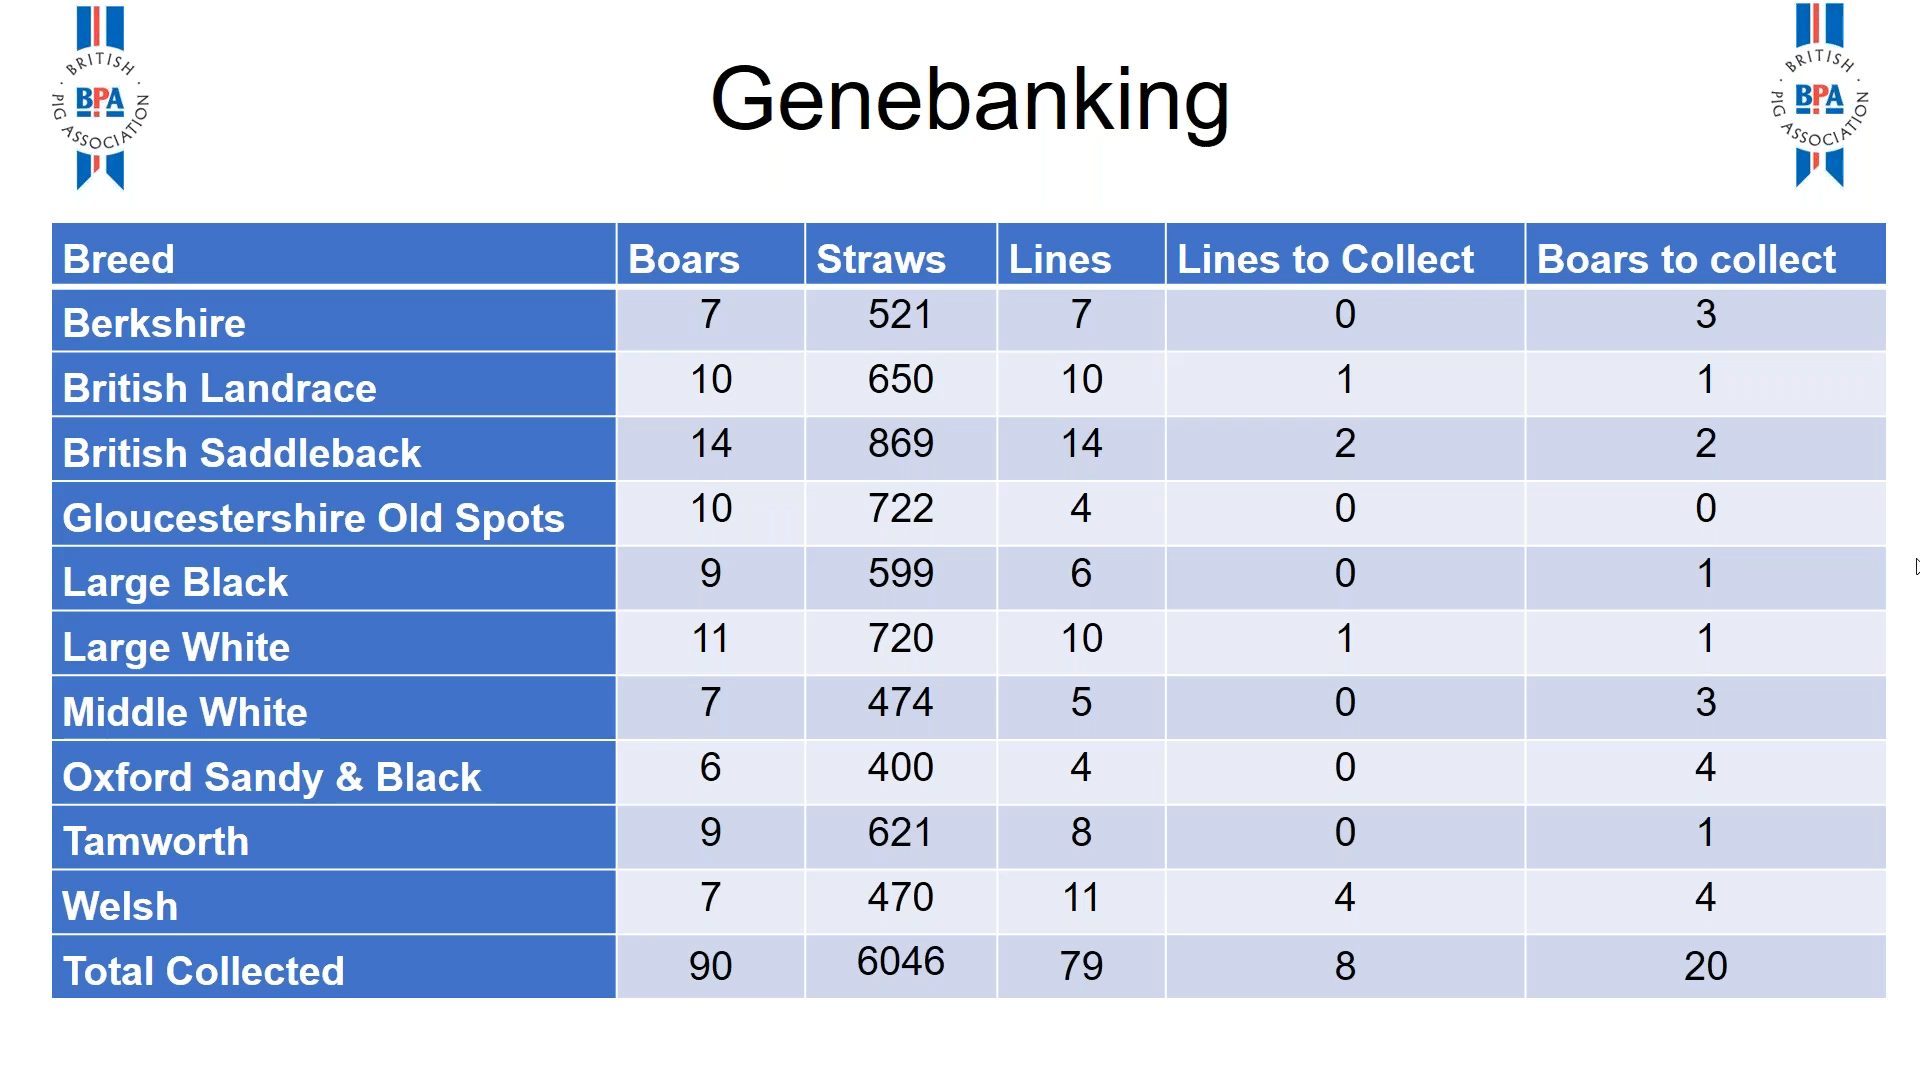 BRITISH
BPA
PIG ASSOCIATION
Genebanking
BRITISH
BPA
PIG ASSOCIATION
Breed Boars Straws Lines Lines to Collect Boars to collect
Berkshire 7 521 7 0 3
British Landrace 10 650 10 1 1
British Saddleback 14 869 14 2 2
Gloucestershire Old Spots 10 722 4 0 0
Large Black 9 599 6 0 1
Large White 11 720 10 1 1
Middle White 7 474 5 0 3
Oxford Sandy & Black 6 400 4 0 4
Tamworth 9 621 8 0 1
Welsh 7 470 11 4 4
Total Collected 90 6046 79 8 20